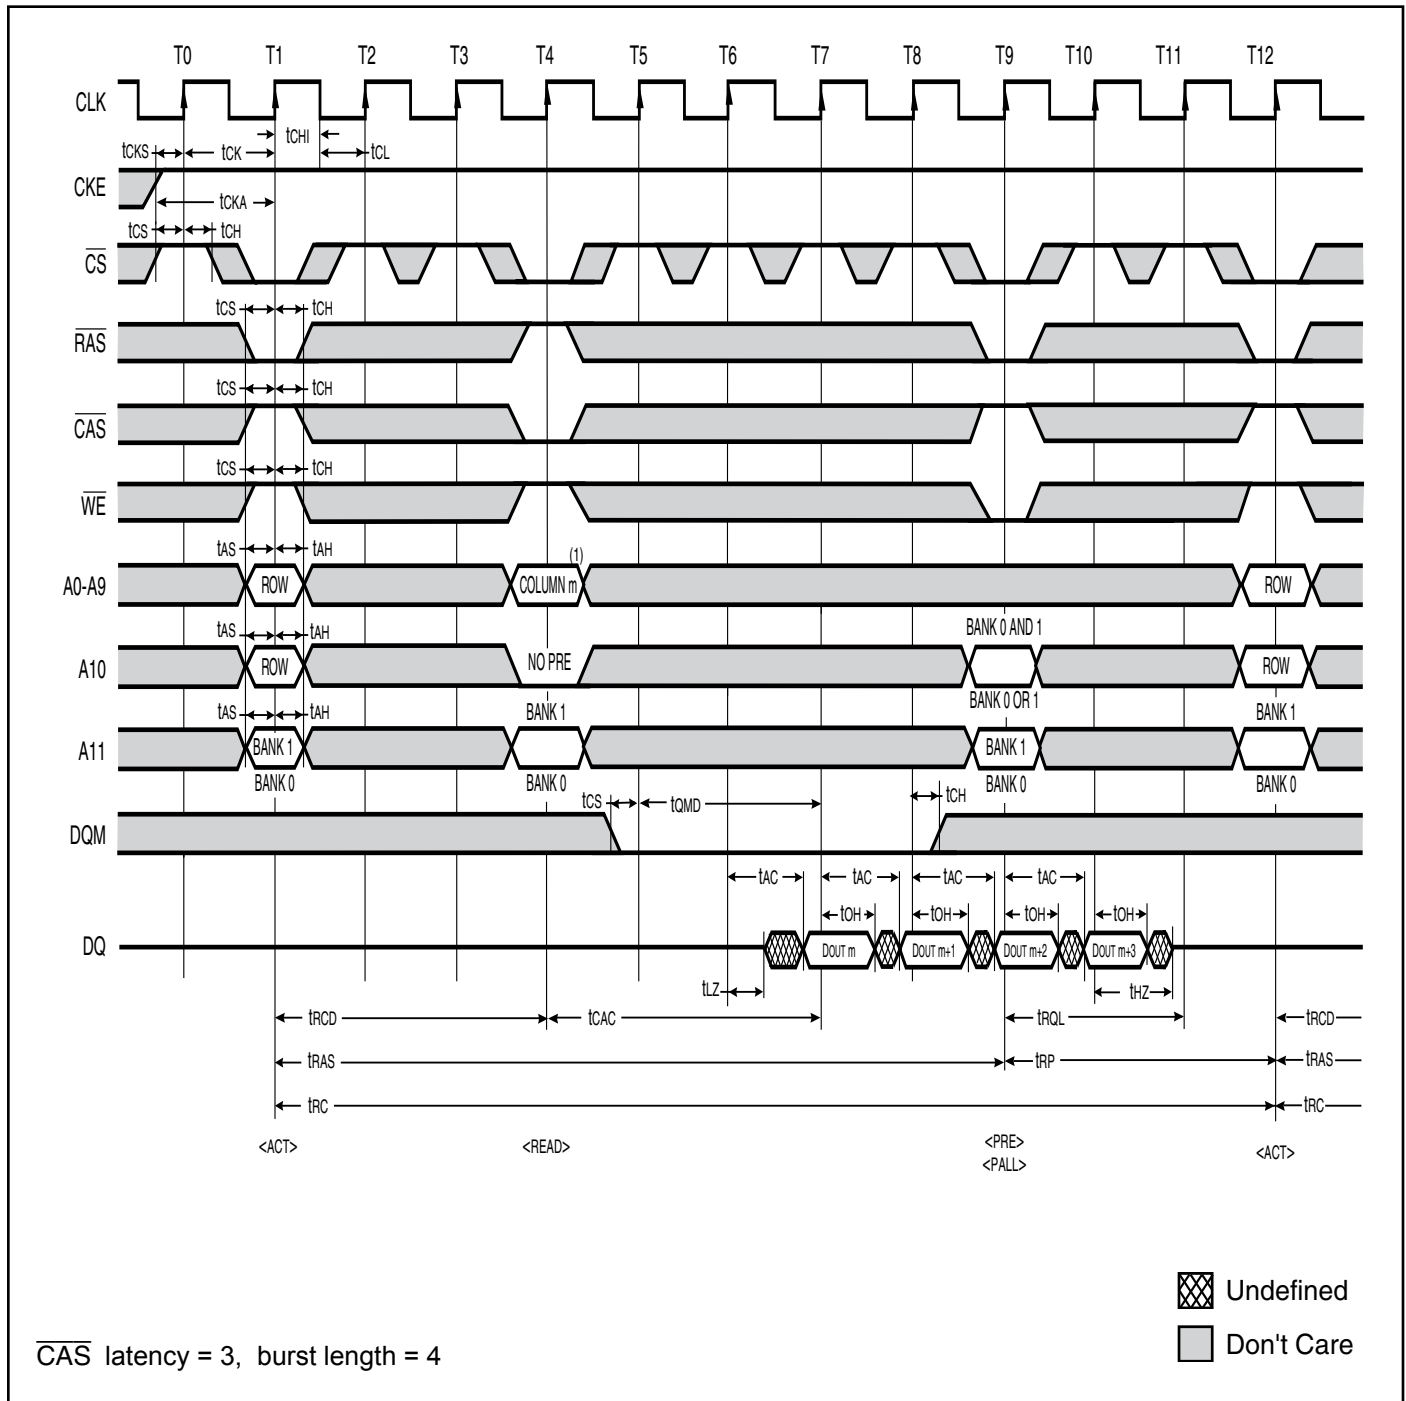 T0 T1 T2 T3 T4 T5 T6 T7 T8 T9 T10 T11 T12
CLK
tCHI
tCKS tCK tCL
CKE
tCKA
tCS tCH
CS
tCS tCH
RAS
tCS tCH
CAS
tCS tCH
WE
tAS tAH (1)
A0-A9 ROW COLUMN m ROW
tAS tAH BANK 0 AND 1
A10 ROW NO PRE ROW
BANK 0 OR 1
tAS tAH BANK 1 BANK 1
A11 BANK 1 BANK 1
BANK 0 BANK 0 BANK 0 BANK 0
tCS tQMD tCH
DQM
tAC tAC tAC tAC
tOH tOH tOH tOH
DQ DOUT m DOUT m+1 DOUT m+2 DOUT m+3
tLZ tHZ
tRCD tCAC tRQL tRCD
tRAS tRP tRAS
tRC tRC
<ACT> <READ> <PRE> <ACT>
<PALL>
Undefined
Don't Care
CAS latency = 3, burst length = 4